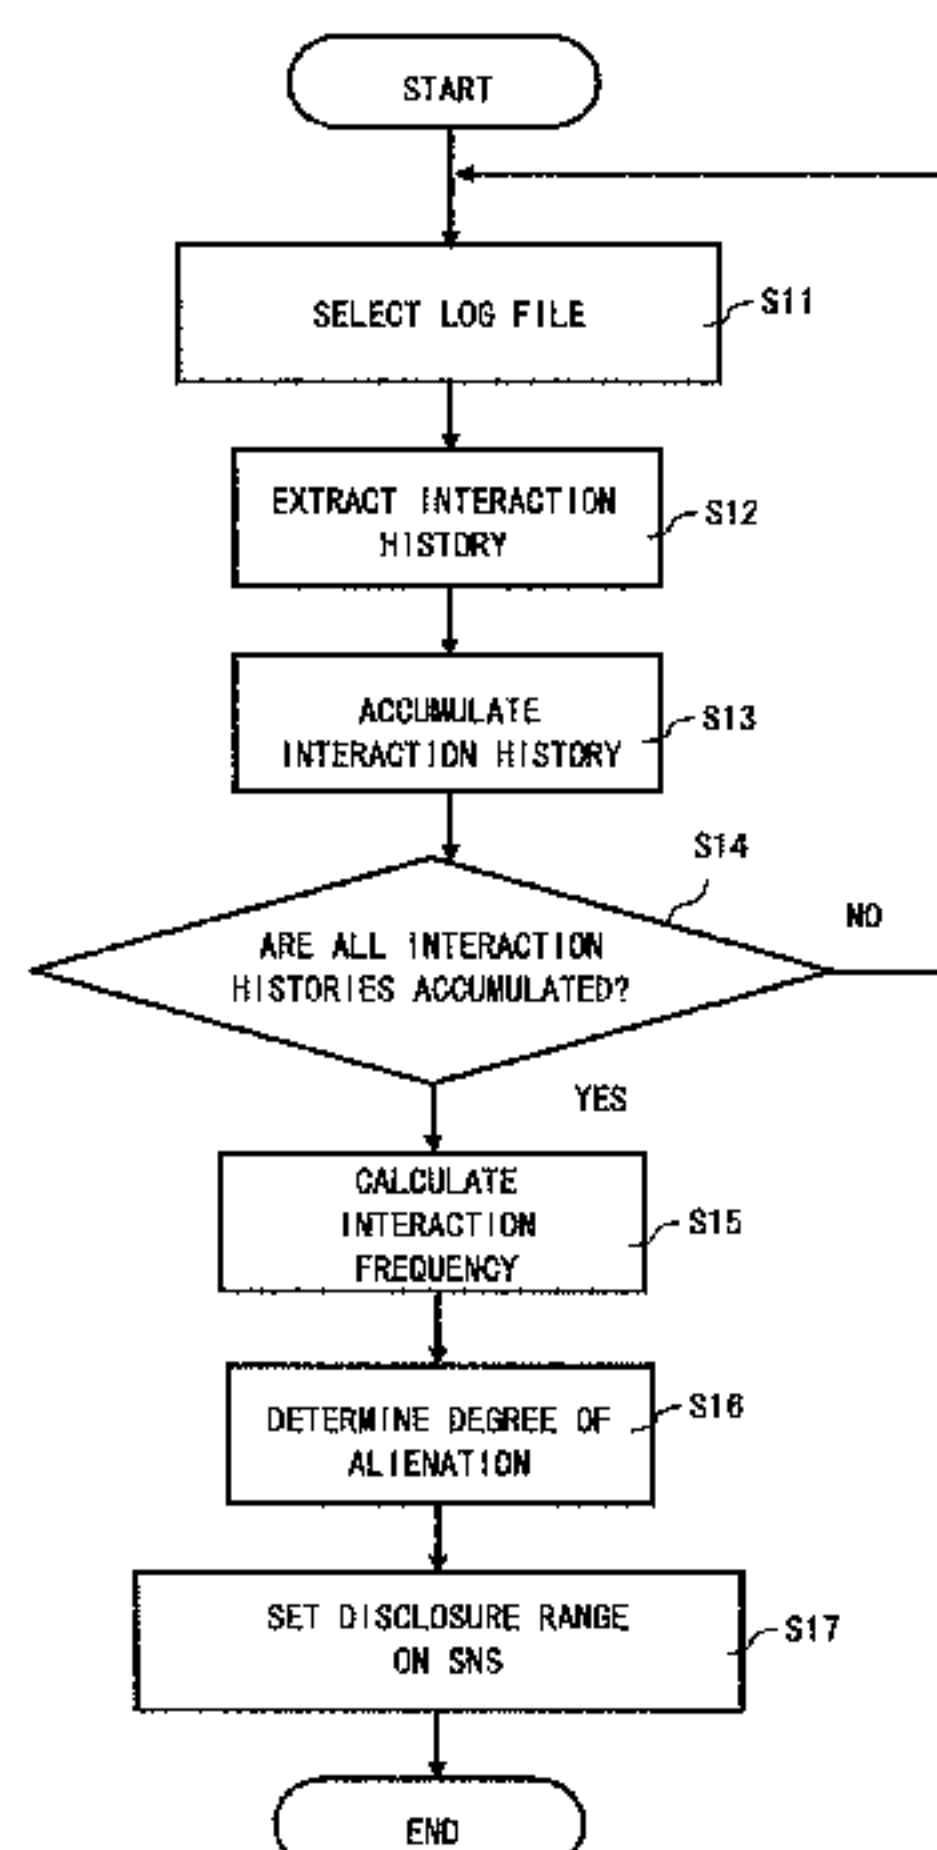 START
SELECT LOG FILE
S11
EXTRACT INTERACTION
HISTORY
S12
ACCUMULATE
INTERACTION HISTORY
S13
S14
ARE ALL INTERACTION
HISTORIES ACCUMULATED?
NO
YES
CALCULATE
INTERACTION
FREQUENCY
S15
DETERMINE DEGREE OF
ALIENATION
S16
SET DISCLOSURE RANGE
ON SNS
S17
END